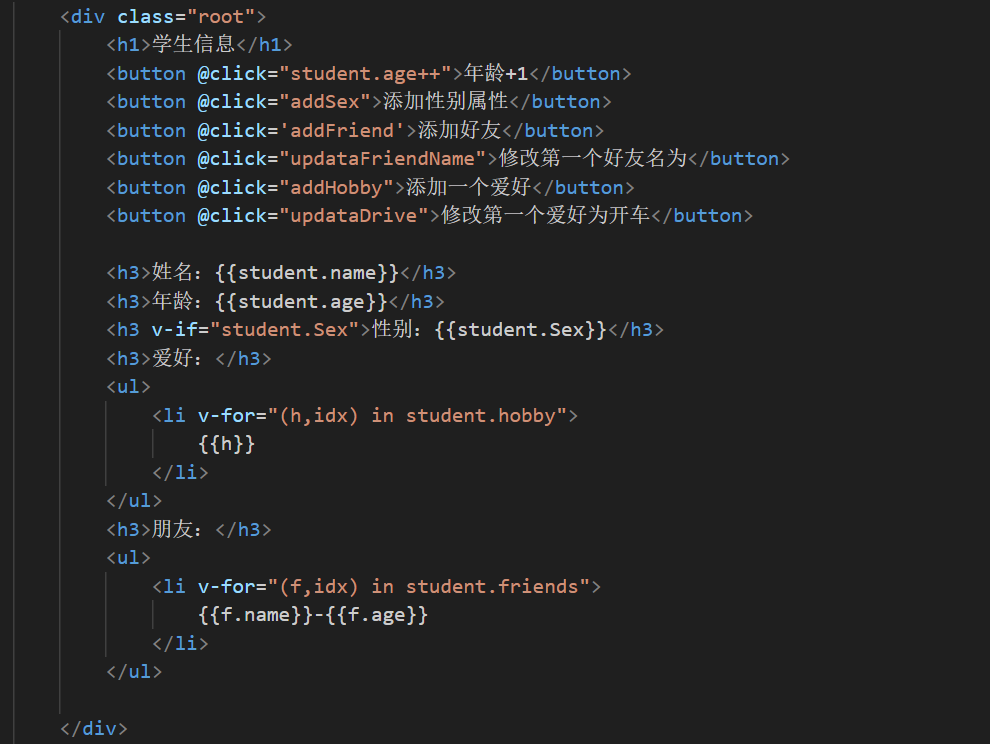 <div class="root">
<h1>学生信息</h1>
<button @click="student.age++">年龄+1</button>
<button @click="addSex">添加性别属性</button>
<button @click='addFriend'>添加好友</button>
<button @click="updataFriendName">修改第一个好友名为</button>
<button @click="addHobby">添加一个爱好</button>
<button @click="updataDrive">修改第一个爱好为开车</button>
<h3>姓名：{{student.name}}</h3>
<h3>年龄：{{student.age}}</h3>
<h3 v-if="student.Sex">性别：{{student.Sex}}</h3>
<h3>爱好：</h3>
<ul>
<li v-for="(h,idx) in student.hobby">
{{h}}
</li>
</ul>
<h3>朋友：</h3>
<ul>
<li v-for="(f,idx) in student.friends">
{{f.name}}-{{f.age}}
</li>
</ul>
</div>